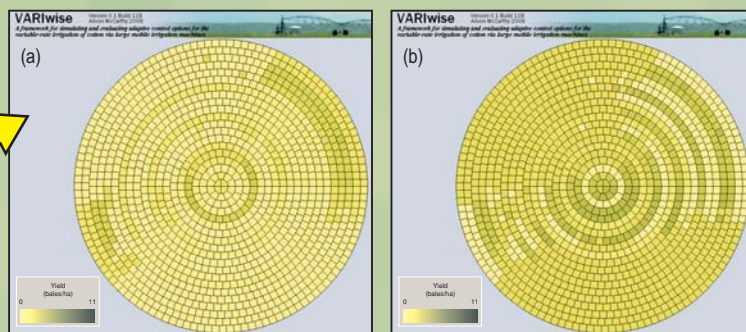 VARIwise
Version 0.1 Build 118
Alison McCarthy 2008
A framework for simulating and evaluating adaptive control options for the
variable-rate irrigation of cotton via large mobile irrigation machines
(a)
Yield
(bales/ha)
0 11
VARIwise
Version 0.1 Build 118
Alison McCarthy 2008
A framework for simulating and evaluating adaptive control options for the
variable-rate irrigation of cotton via large mobile irrigation machines
(b)
Yield
(bales/ha)
0 11